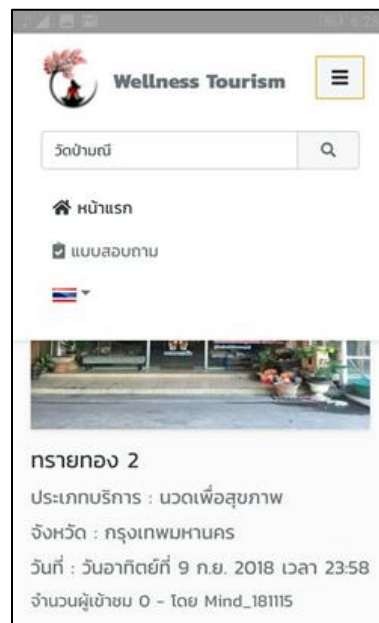 Wellness Tourism
วัดป่ามณี
หน้าแรก
แบบสอบถาม
ทรายทอง 2
ประเภทบริการ : นวดเพื่อสุขภาพ
จังหวัด : กรุงเทพมหานคร
วันที่ : วันอาทิตย์ที่ 9 ก.ย. 2018 เวลา 23:58
จำนวนผู้เข้าชม 0 - โดย Mind_181115